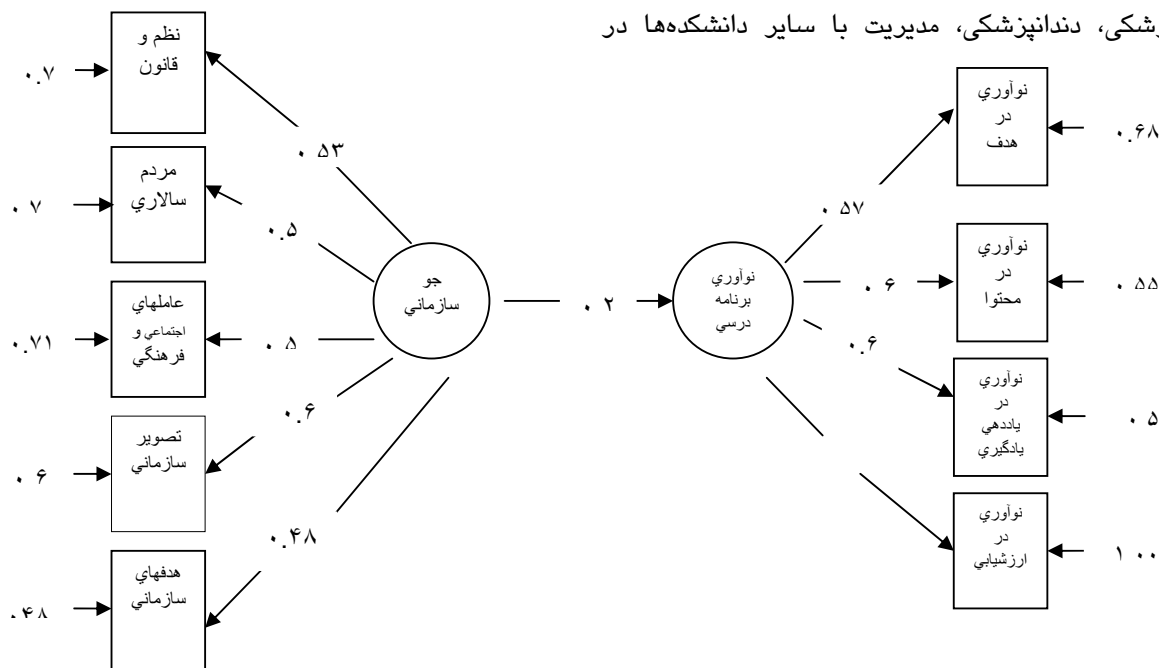 زشکی، دندانپزشکی، مدیریت با سایر دانشکده‌ها در
نظم و
قانون
۰.۷
۰.۵۳
مردم
سالاري
۰.۷
۰.۵
عاملهاي
اجتماعي و
فرهنگي
۰.۷۱
۰.۵
تصوير
سازماني
۰.۶
۰.۶
هدفهاي
سازماني
۰.۴۸
۰.۴۸
جو
سازماني
۰.۲
نوآوري
برنامه
درسي
نوآوري
در
هدف
۰.۶۸
۰.۵۷
نوآوري
در
محتوا
۰.۵۵
۰.۶
نوآوري
در
ياددهي
يادگيري
۰.۵
۰.۶
نوآوري
در
ارزشيابي
۱.۰۰